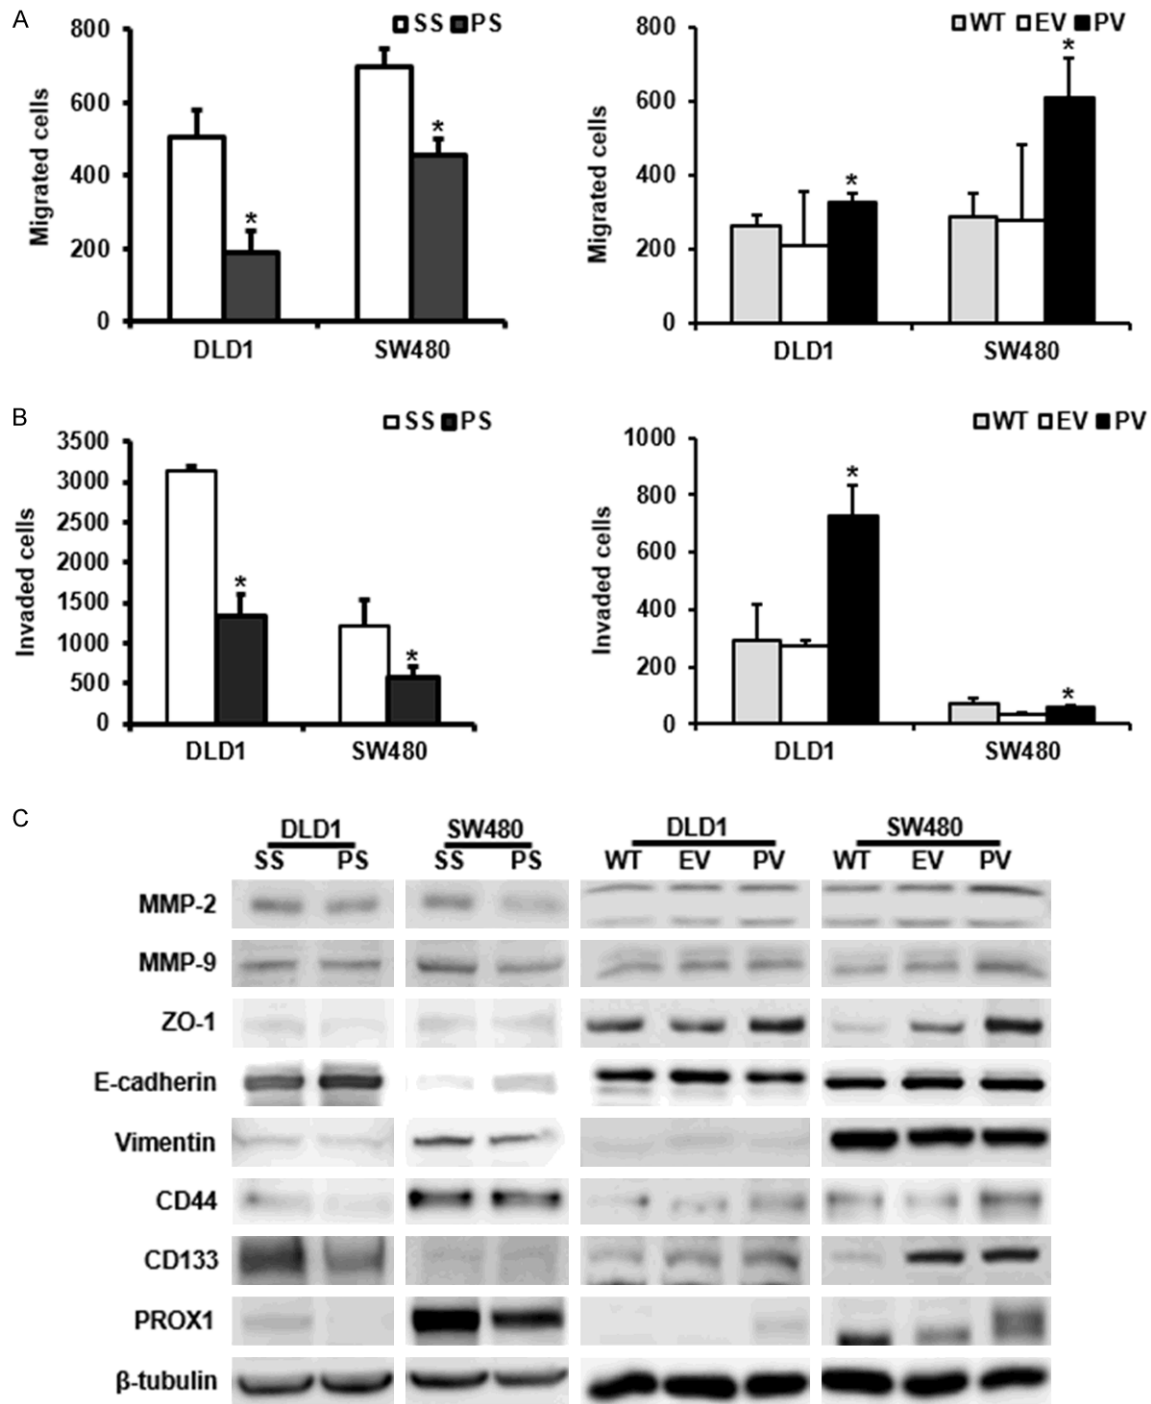 A
SS PS
WT EV PV
Migrated cells
800
600
400
200
0
DLD1 SW480
Migrated cells
800
600
400
200
0
DLD1 SW480
B
SS PS
WT EV PV
Invaded cells
3500
3000
2500
2000
1500
1000
500
0
DLD1 SW480
Invaded cells
1000
800
600
400
200
0
DLD1 SW480
* * * * * * * *
C
DLD1 SW480 DLD1 SW480
SS PS SS PS WT EV PV WT EV PV
MMP-2
MMP-9
ZO-1
E-cadherin
Vimentin
CD44
CD133
PROX1
β-tubulin